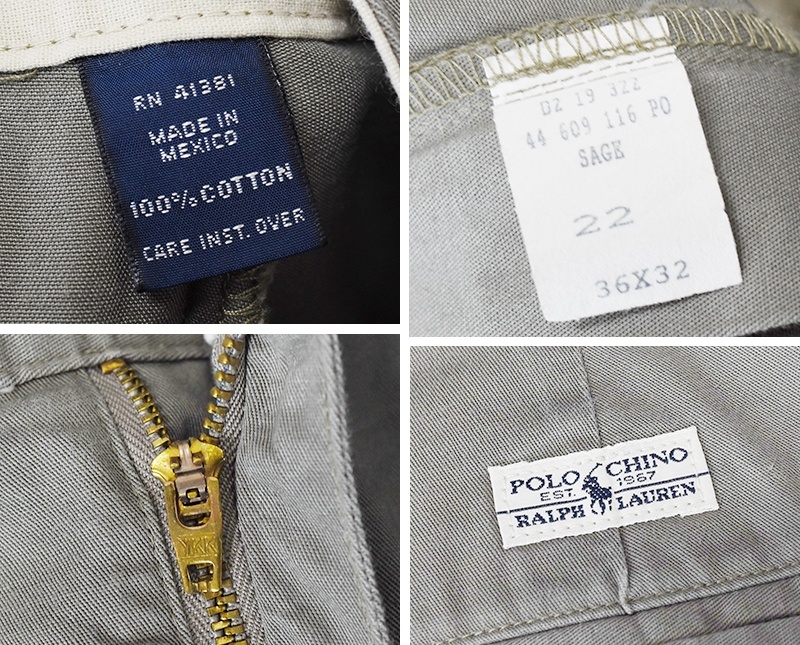 RN 41381
MADE IN
MEXICO
100% COTTON
CARE INST. OVER
02 19 322
44 609 116 PO
SAGE
22
36X32
YKK
POLO CHINO
EST. 1967
RALPH LAUREN